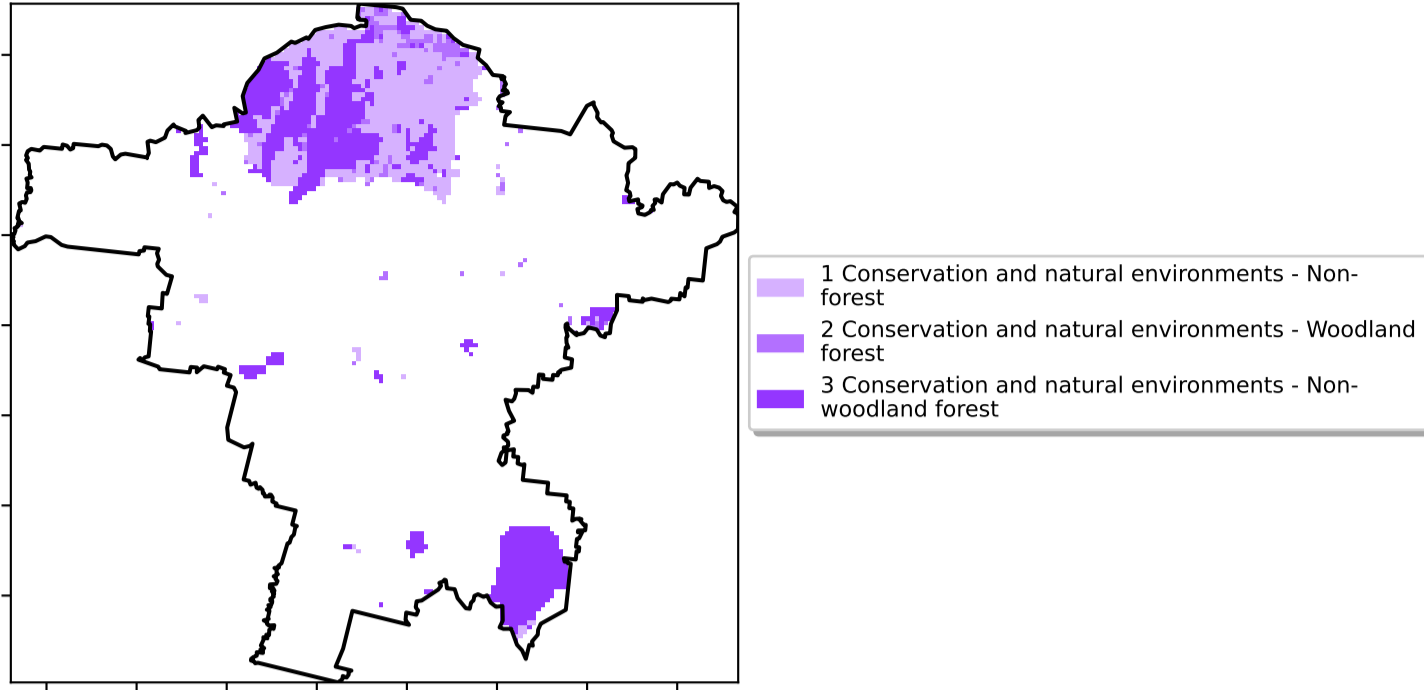 1 Conservation and natural environments - Non-
forest
2 Conservation and natural environments - Woodland
forest
3 Conservation and natural environments - Non-
woodland forest